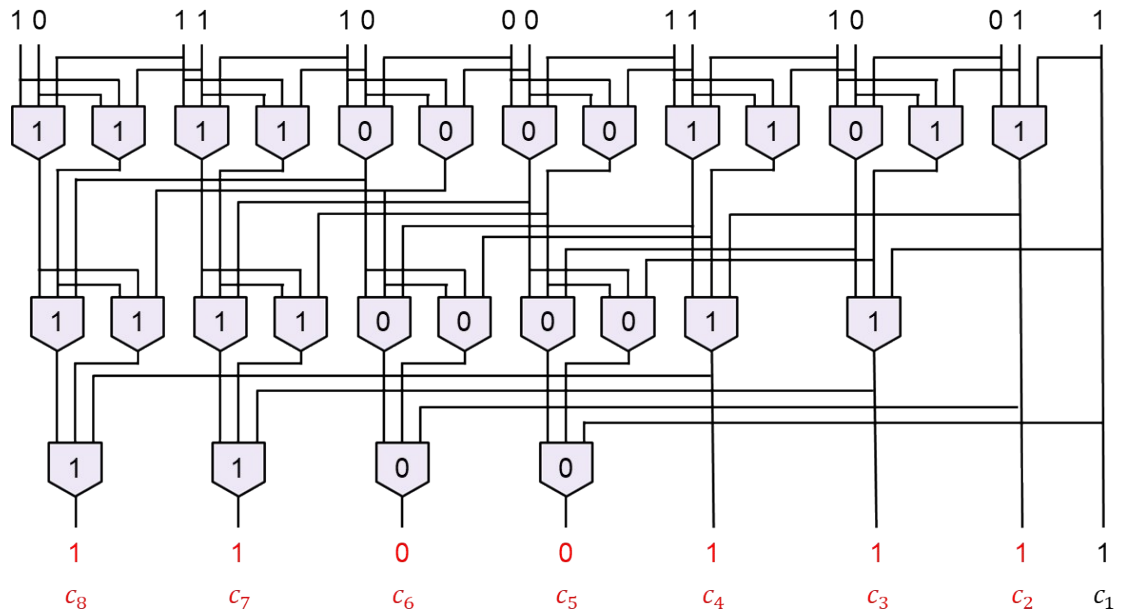 1 0 1 1 1 0 0 0 1 1 1 0 0 1 1
1 1 1 1 0 0 0 0 1 1 0 1 1
1 1 1 1 0 0 0 0 1 1
1 1 0 0
1 1 0 0 1 1 1 1
c₈ c₇ c₆ c₅ c₄ c₃ c₂ c₁